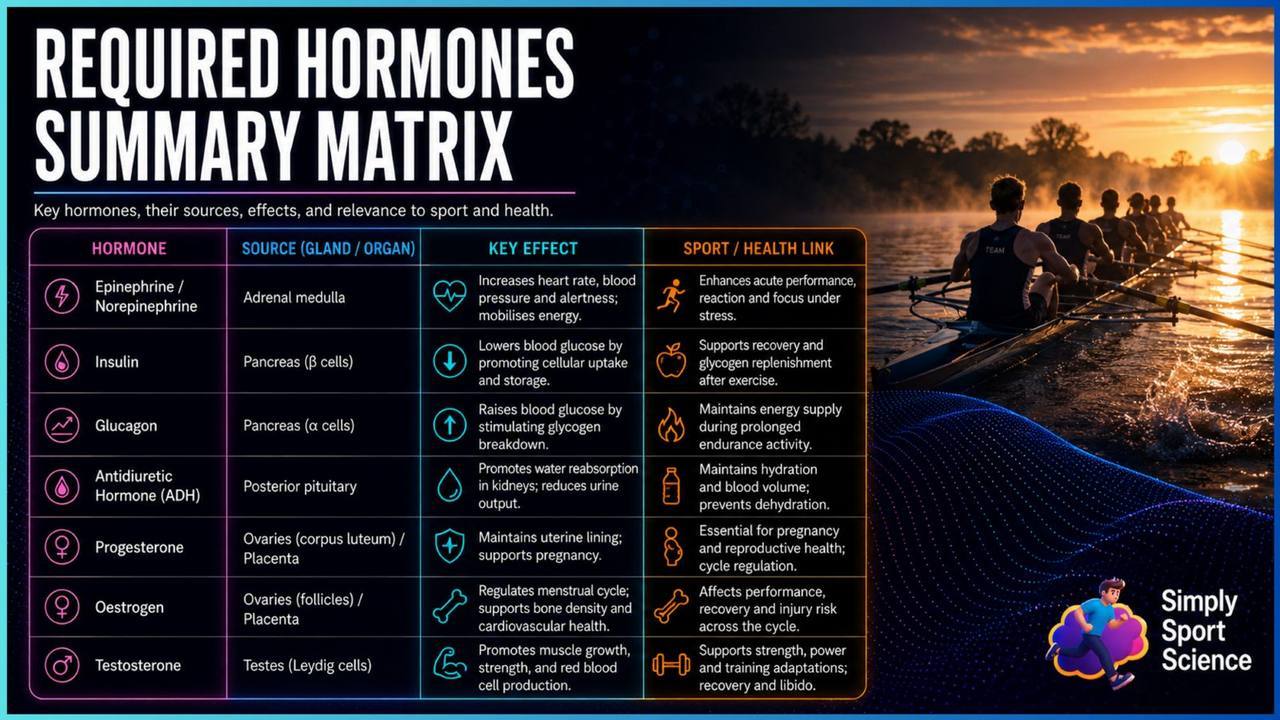 REQUIRED HORMONES
SUMMARY MATRIX
Key hormones, their sources, effects, and relevance to sport and health.
HORMONE
SOURCE (GLAND / ORGAN)
KEY EFFECT
SPORT / HEALTH LINK
Epinephrine /
Norepinephrine
Adrenal medulla
Increases heart rate, blood
pressure and alertness;
mobilises energy.
Enhances acute performance,
reaction and focus under
stress.
Insulin
Pancreas (β cells)
Lowers blood glucose by
promoting cellular uptake
and storage.
Supports recovery and
glycogen replenishment
after exercise.
Glucagon
Pancreas (α cells)
Raises blood glucose by
stimulating glycogen
breakdown.
Maintains energy supply
during prolonged
endurance activity.
Antidiuretic
Hormone (ADH)
Posterior pituitary
Promotes water reabsorption
in kidneys; reduces urine
output.
Maintains hydration
and blood volume;
prevents dehydration.
Progesterone
Ovaries (corpus luteum) /
Placenta
Maintains uterine lining;
supports pregnancy.
Essential for pregnancy
and reproductive health;
cycle regulation.
Oestrogen
Ovaries (follicles) /
Placenta
Regulates menstrual cycle;
supports bone density and
cardiovascular health.
Affects performance,
recovery and injury risk
across the cycle.
Testosterone
Testes (Leydig cells)
Promotes muscle growth,
strength, and red blood
cell production.
Supports strength, power
and training adaptations;
recovery and libido.
TEAM
TEAM
Simply
Sport
Science